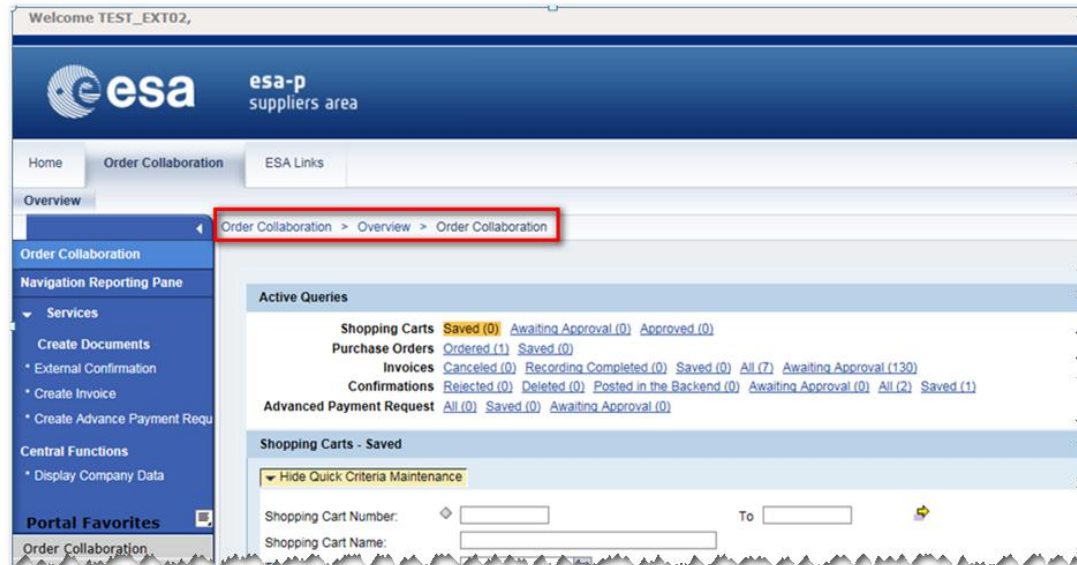 Welcome TEST_EXT02,
esa
esa-p
suppliers area
Home Order Collaboration ESA Links
Overview
Order Collaboration > Overview > Order Collaboration
Order Collaboration
Navigation Reporting Pane
Services
Create Documents
* External Confirmation
* Create Invoice
* Create Advance Payment Requ
Central Functions
* Display Company Data
Portal Favorites
Order Collaboration
Active Queries
Shopping Carts Saved (0) Awaiting Approval (0) Approved (0)
Purchase Orders Ordered (1) Saved (0)
Invoices Canceled (0) Recording Completed (0) Saved (0) All (7) Awaiting Approval (130)
Confirmations Rejected (0) Deleted (0) Posted in the Backend (0) Awaiting Approval (0) All (2) Saved (1)
Advanced Payment Request All (0) Saved (0) Awaiting Approval (0)
Shopping Carts - Saved
Hide Quick Criteria Maintenance
Shopping Cart Number: To
Shopping Cart Name: